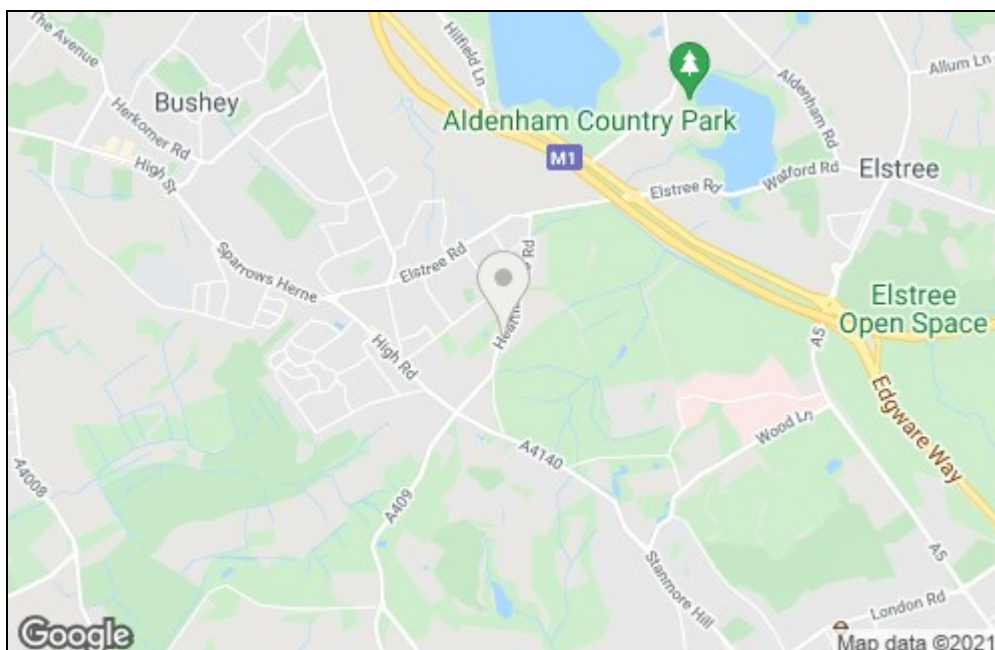 The Avenue
Hilfield Ln
Allum Ln
Bushey
Herkomer Rd
Aldenham Country Park
Aldenham Rd
High St
M1
Elstree Rd
Watford Rd
Elstree
Sparrows Herne
Elstree Rd
Elstree
Open Space
High Rd
A5
Edgware Way
Wood Ln
A4140
A4008
A409
Stanmore Hill
A5
London Rd
Google
Map data ©2021